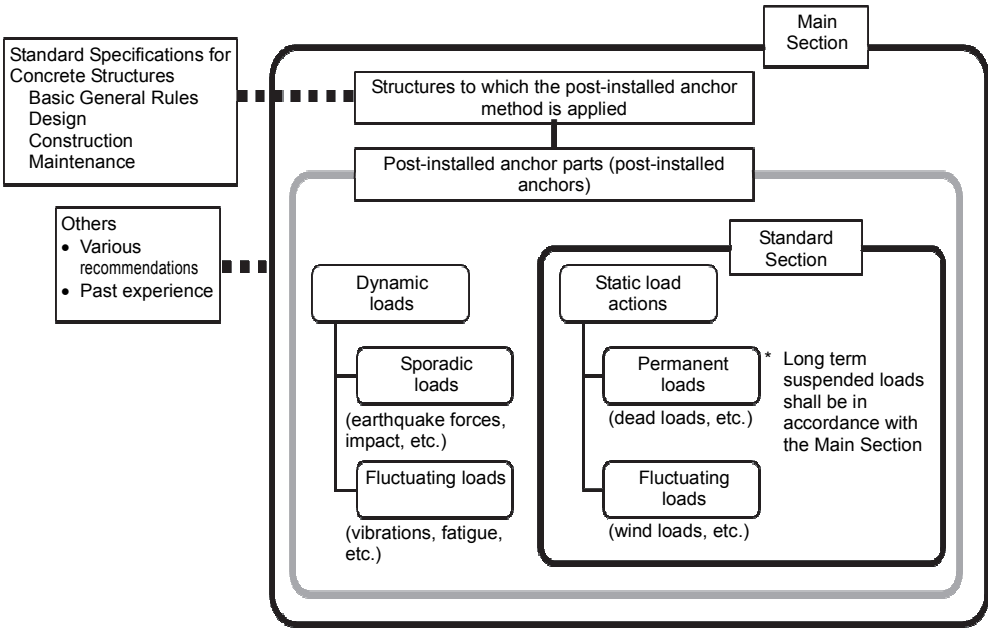 Main
Section
Standard Specifications for
Concrete Structures
Basic General Rules
Design
Construction
Maintenance
Structures to which the post-installed anchor
method is applied
Post-installed anchor parts (post-installed
anchors)
Others
• Various
recommendations
• Past experience
Standard
Section
Dynamic
loads
Sporadic
loads
(earthquake forces,
impact, etc.)
Fluctuating loads
(vibrations, fatigue,
etc.)
Static load
actions
Permanent
loads
(dead loads, etc.)
* Long term
suspended loads
shall be in
accordance with
the Main Section
Fluctuating
loads
(wind loads, etc.)